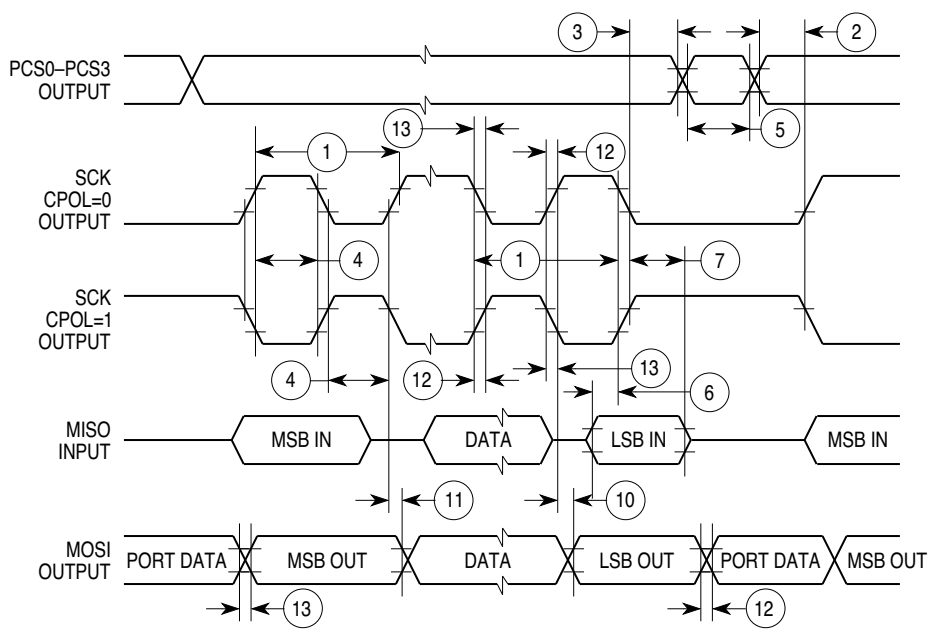 3
2
PCS0–PCS3
OUTPUT
5
13
12
1
SCK
CPOL=0
OUTPUT
4
1
7
SCK
CPOL=1
OUTPUT
4
12
13
6
MISO
INPUT
MSB IN
DATA
LSB IN
MSB IN
11
10
MOSI
OUTPUT
PORT DATA
MSB OUT
DATA
LSB OUT
PORT DATA
MSB OUT
13
12